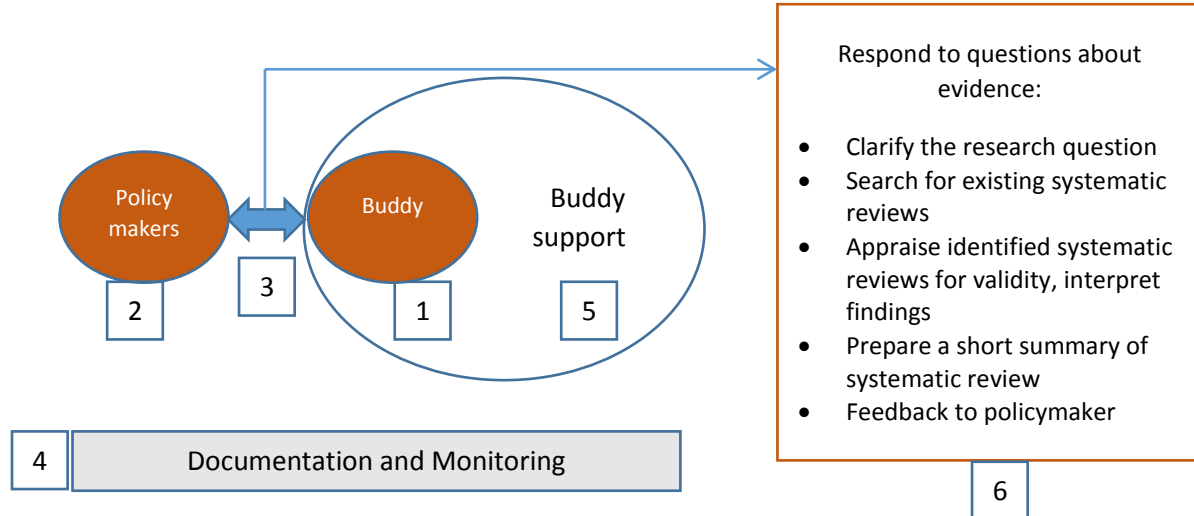 Policy
makers
2
3
Buddy
1
Buddy
support
5
4
Documentation and Monitoring
Respond to questions about
evidence:
• Clarify the research question
• Search for existing systematic
reviews
• Appraise identified systematic
reviews for validity, interpret
findings
• Prepare a short summary of
systematic review
• Feedback to policymaker
6